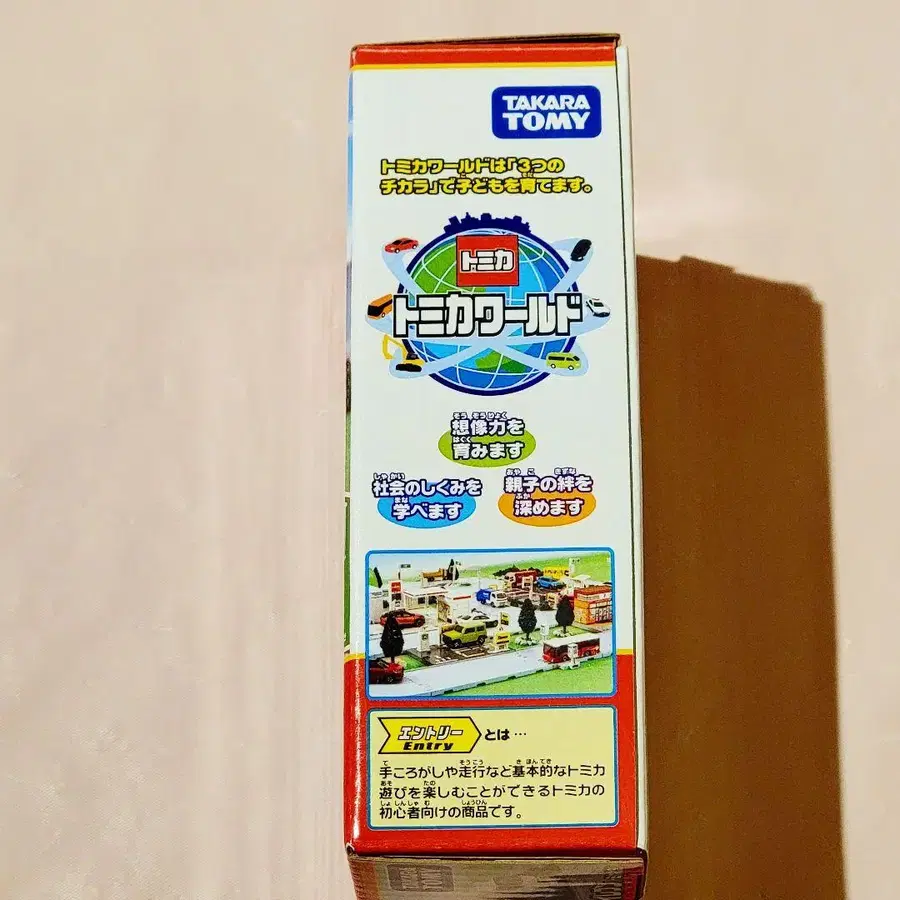 TAKARA
TOMY
トミカワールドは「3つの
チカラ」で子どもを育てます。
トミカ
トミカワールド
想像力を
育みます
社会のしくみを
学べます
親子の絆を
深めます
エントリー
Entry
とは…
手ころがしや走行など基本的なトミカ
遊びを楽しむことができるトミカの
初心者向けの商品です。